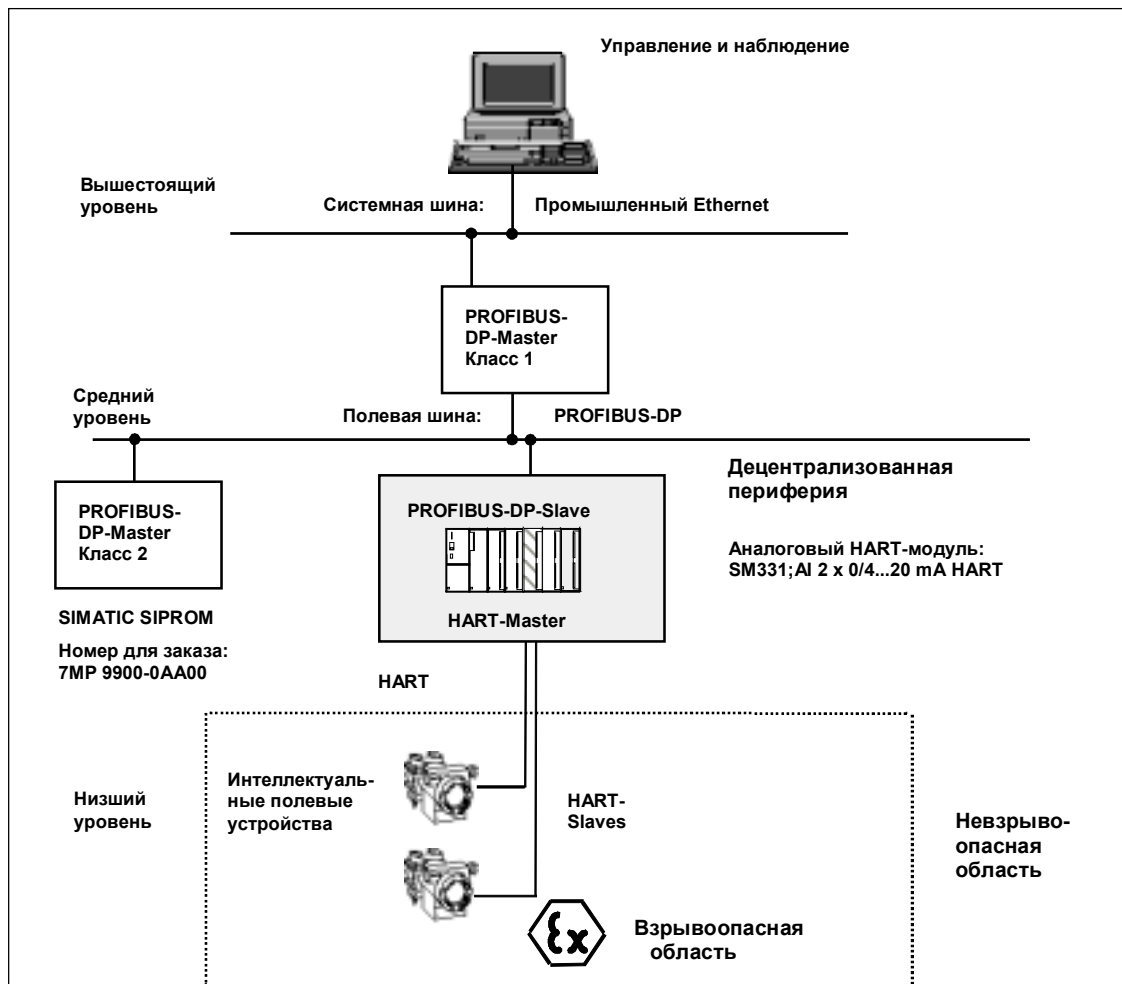 Управление и наблюдение
Вышестоящий
уровень
Системная шина: Промышленный Ethernet
PROFIBUS-
DP-Master
Класс 1
Средний
уровень
Полевая шина: PROFIBUS-DP
PROFIBUS-
DP-Master
Класс 2
PROFIBUS-DP-Slave
HART-Master
Децентрализованная
периферия
Аналоговый HART-модуль:
SM331;AI 2 x 0/4...20 mA HART
SIMATIC SIPROM
Номер для заказа:
7MP 9900-0AA00
HART
Низший
уровень
Интеллектуаль-
ные полевые
устройства
HART-
Slaves
Невзрыво-
опасная
область
Ex
Взрывоопасная
область